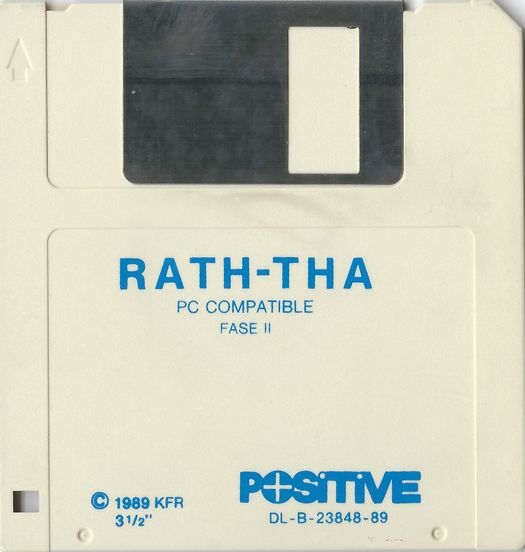 RATH-THA
PC COMPATIBLE
FASE II
© 1989 KFR
3 1/2"
POSITIVE
DL-B-23848-89